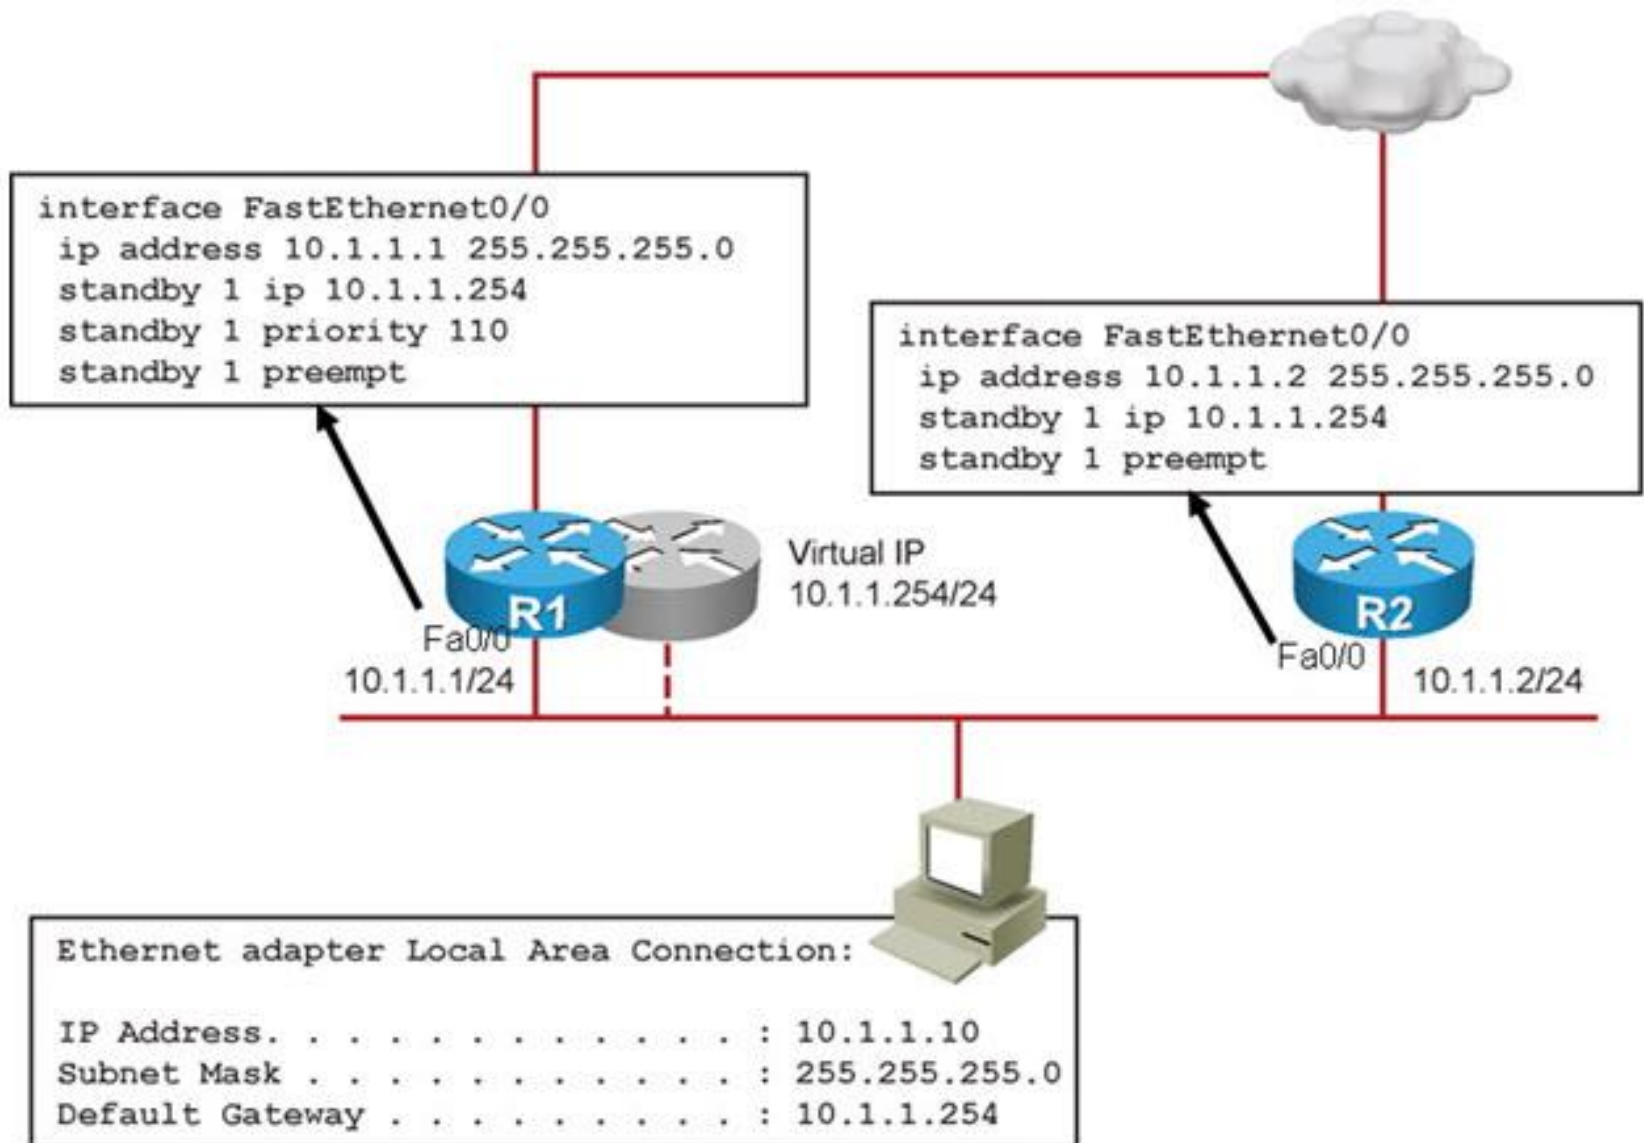 interface FastEthernet0/0
ip address 10.1.1.1 255.255.255.0
standby 1 ip 10.1.1.254
standby 1 priority 110
standby 1 preempt
interface FastEthernet0/0
ip address 10.1.1.2 255.255.255.0
standby 1 ip 10.1.1.254
standby 1 preempt
Virtual IP
10.1.1.254/24
R1
Fa0/0
10.1.1.1/24
R2
Fa0/0
10.1.1.2/24
Ethernet adapter Local Area Connection:
IP Address. . . . . . . . . . . . : 10.1.1.10
Subnet Mask . . . . . . . . . . . : 255.255.255.0
Default Gateway . . . . . . . . . : 10.1.1.254